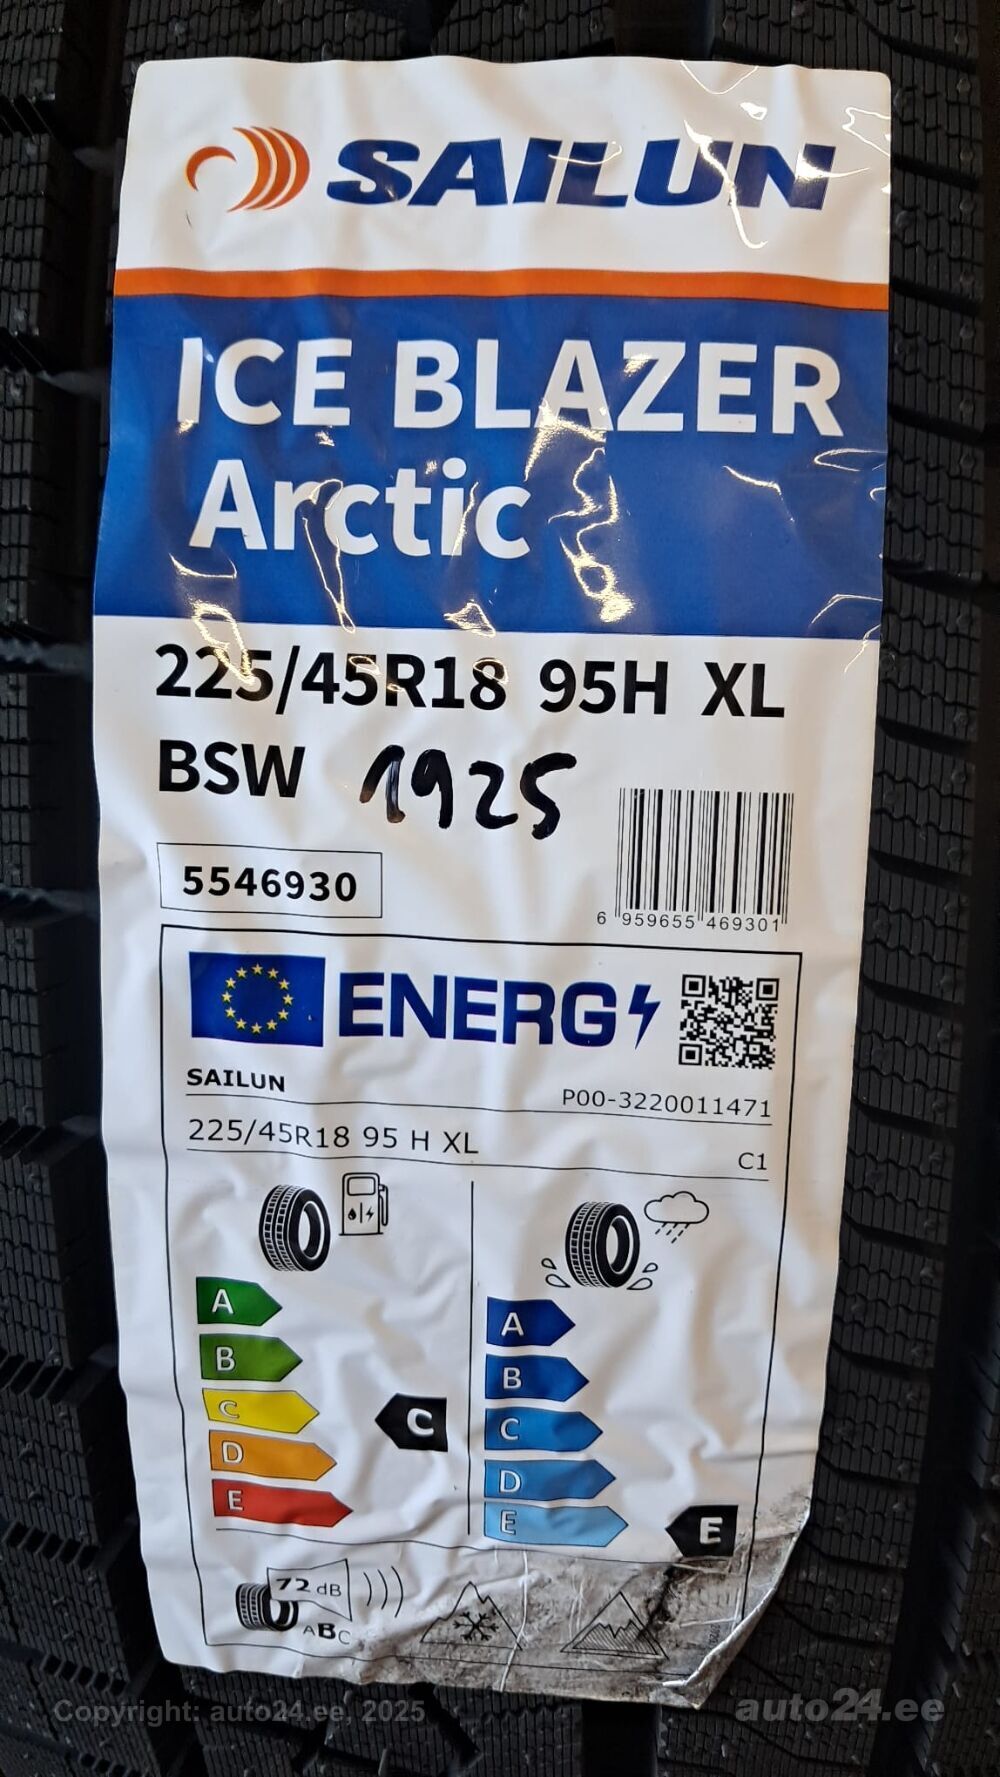 SAILUN
ICE BLAZER
Arctic
225/45R18 95H XL
BSW 1925
5546930
6 959655 469301
ENERG
SAILUN
P00-3220011471
225/45R18 95 H XL
C1
A
B
C
D
E
C
A
B
C
D
E
E
72 dB
ABC
Copyright: auto24.ee, 2025
auto24.ee